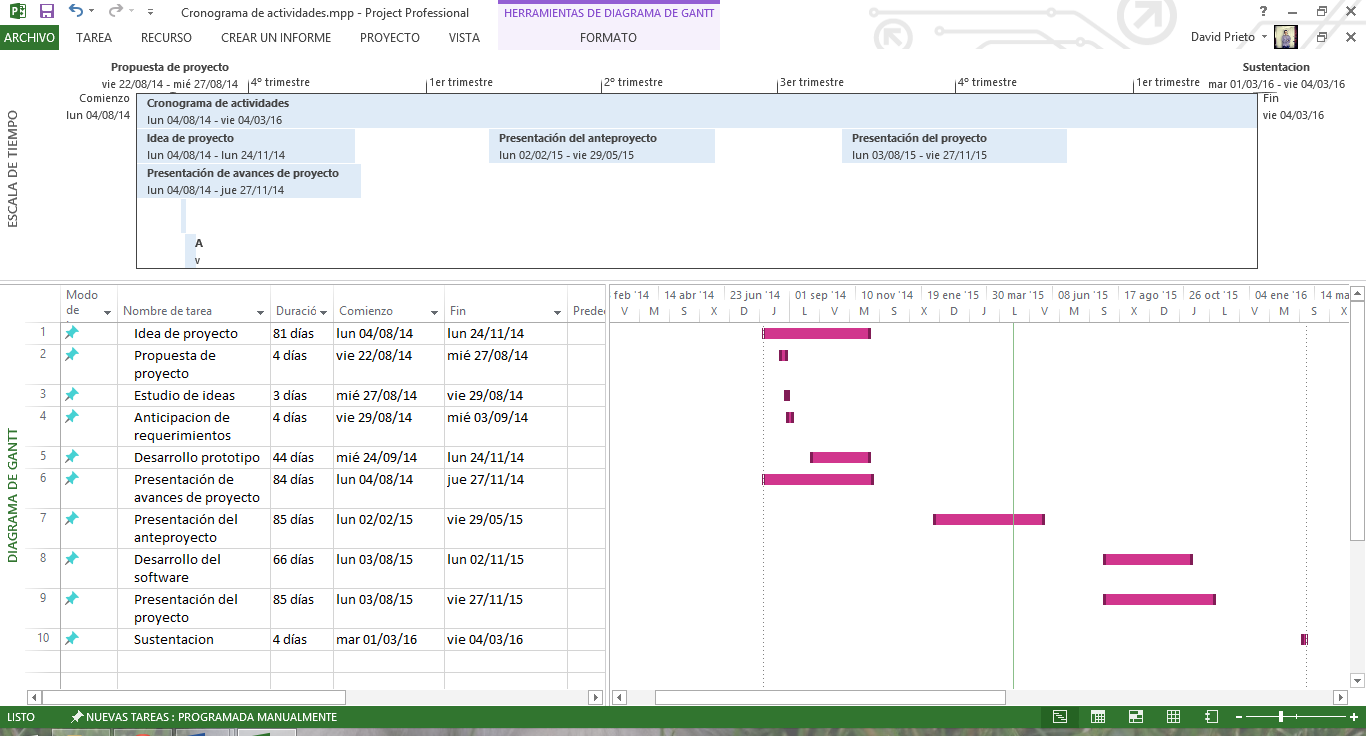 Cronograma de actividades.mpp - Project Professional
HERRAMIENTAS DE DIAGRAMA DE GANTT
ARCHIVO TAREA RECURSO CREAR UN INFORME PROYECTO VISTA FORMATO David Prieto
Propuesta de proyecto
vie 22/08/14 - mié 27/08/14
Sustentacion
mar 01/03/16 - vie 04/03/16
4º trimestre 1er trimestre 2º trimestre 3er trimestre 4º trimestre 1er trimestre
ESCALA DE TIEMPO
Comienzo
lun 04/08/14
Fin
vie 04/03/16
Cronograma de actividades
lun 04/08/14 - vie 04/03/16
Idea de proyecto
lun 04/08/14 - lun 24/11/14
Presentación del anteproyecto
lun 02/02/15 - vie 29/05/15
Presentación del proyecto
lun 03/08/15 - vie 27/11/15
Presentación de avances de proyecto
lun 04/08/14 - jue 27/11/14
A
v
DIAGRAMA DE GANTT
Modo
de
Nombre de tarea Duració Comienzo Fin Predec
feb '14 14 abr '14 23 jun '14 01 sep '14 10 nov '14 19 ene '15 30 mar '15 08 jun '15 17 ago '15 26 oct '15 04 ene '16 14 ma
V M S X D J L V M S X D J L V M S X D J L V M S X
1 Idea de proyecto 81 días lun 04/08/14 lun 24/11/14
2 Propuesta de 4 días vie 22/08/14 mié 27/08/14
proyecto
3 Estudio de ideas 3 días mié 27/08/14 vie 29/08/14
4 Anticipacion de 4 días vie 29/08/14 mié 03/09/14
requerimientos
5 Desarrollo prototipo 44 días mié 24/09/14 lun 24/11/14
6 Presentación de 84 días lun 04/08/14 jue 27/11/14
avances de proyecto
7 Presentación del 85 días lun 02/02/15 vie 29/05/15
anteproyecto
8 Desarrollo del 66 días lun 03/08/15 lun 02/11/15
software
9 Presentación del 85 días lun 03/08/15 vie 27/11/15
proyecto
10 Sustentacion 4 días mar 01/03/16 vie 04/03/16
LISTO NUEVAS TAREAS : PROGRAMADA MANUALMENTE